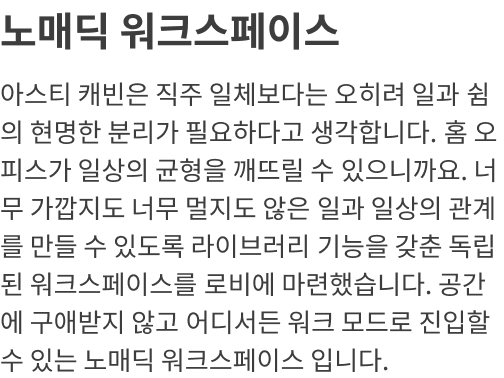 노매딕 워크스페이스
아스티 캐빈은 직주 일체보다는 오히려 일과 쉼
의 현명한 분리가 필요하다고 생각합니다. 홈 오
피스가 일상의 균형을 깨뜨릴 수 있으니까요. 너
무 가깝지도 너무 멀지도 않은 일과 일상의 관계
를 만들 수 있도록 라이브러리 기능을 갖춘 독립
된 워크스페이스를 로비에 마련했습니다. 공간
에 구애받지 않고 어디서든 워크 모드로 진입할
수 있는 노매딕 워크스페이스 입니다.